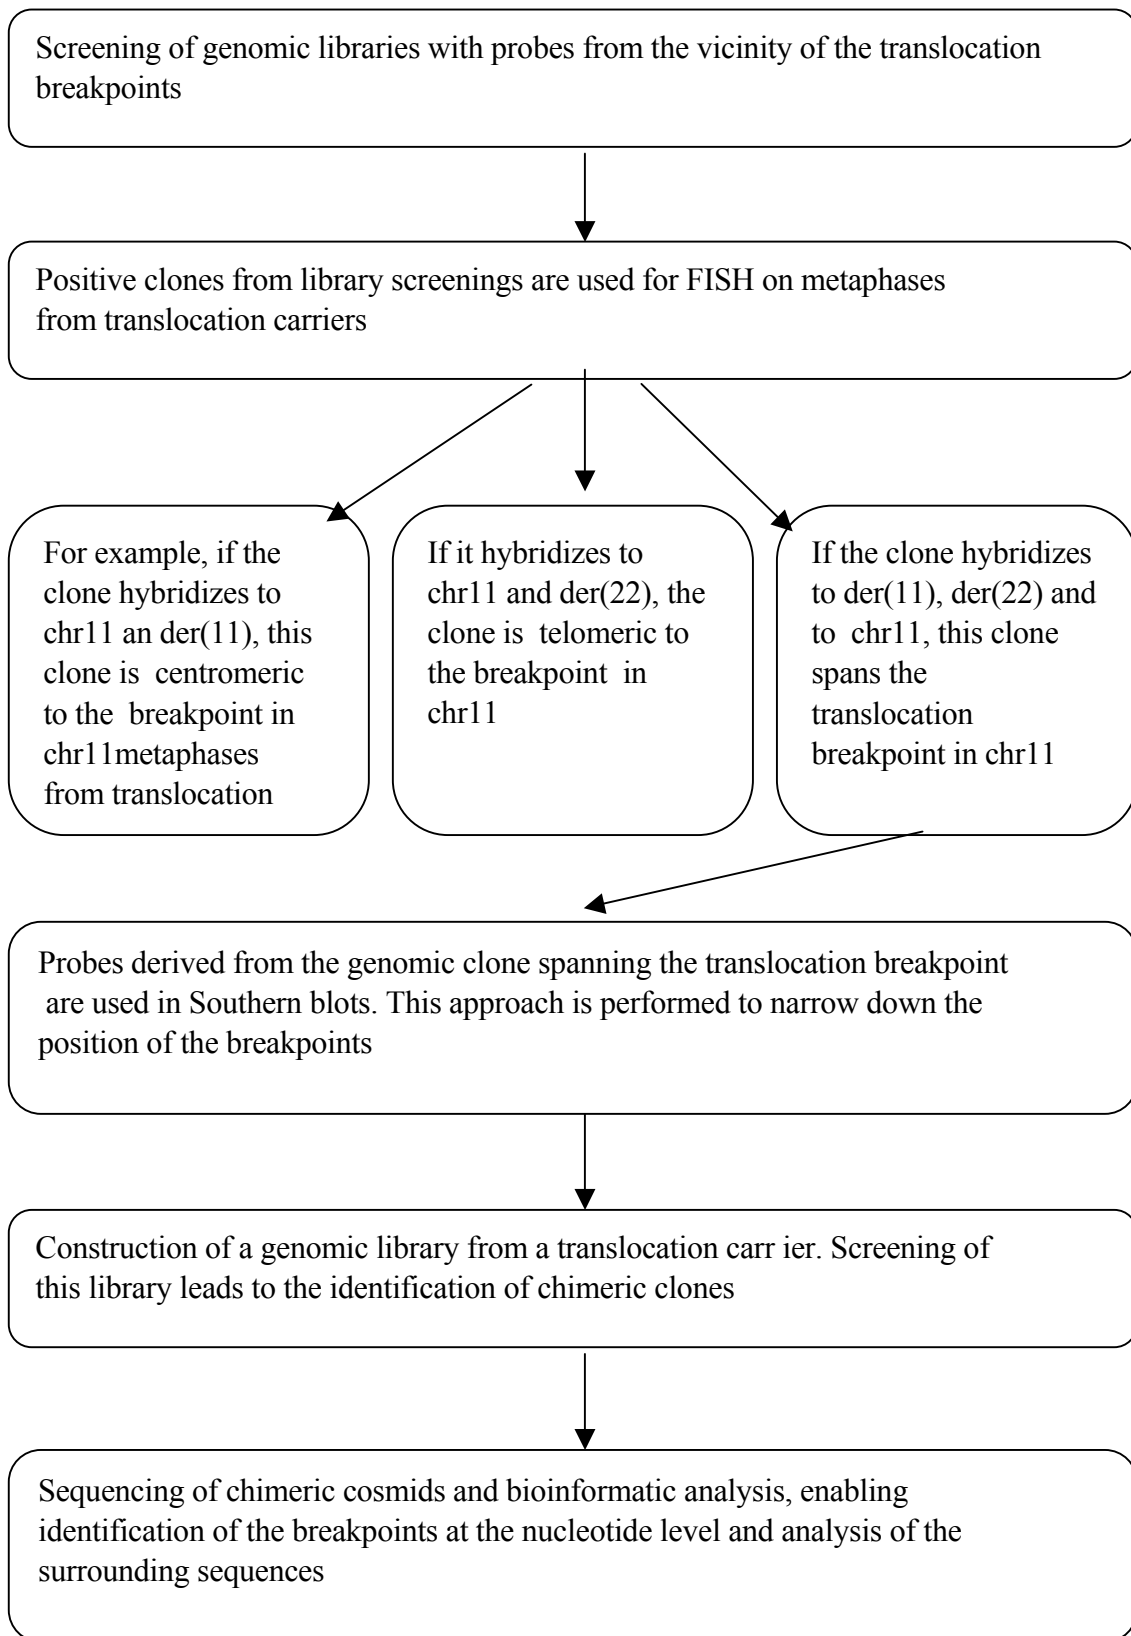 Screening of genomic libraries with probes from the vicinity of the translocation
breakpoints
Positive clones from library screenings are used for FISH on metaphases
from translocation carriers
For example, if the
clone hybridizes to
chr11 an der(11), this
clone is centromeric
to the breakpoint in
chr11metaphases
from translocation
If it hybridizes to
chr11 and der(22), the
clone is telomeric to
the breakpoint in
chr11
If the clone hybridizes
to der(11), der(22) and
to chr11, this clone
spans the
translocation
breakpoint in chr11
Probes derived from the genomic clone spanning the translocation breakpoint
are used in Southern blots. This approach is performed to narrow down the
position of the breakpoints
Construction of a genomic library from a translocation carr ier. Screening of
this library leads to the identification of chimeric clones
Sequencing of chimeric cosmids and bioinformatic analysis, enabling
identification of the breakpoints at the nucleotide level and analysis of the
surrounding sequences